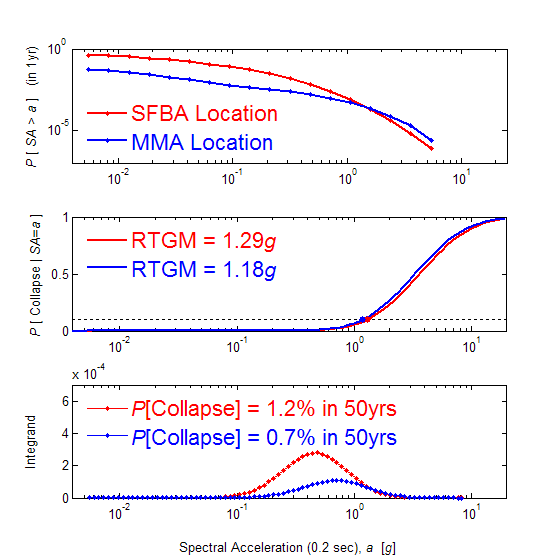 10^0
10^-5
P [ SA > a ] (in 1yr)
SFBA Location
MMA Location
10^-2
10^-1
10^0
10^1
1
0.5
0
P [ Collapse | SA=a ]
RTGM = 1.29g
RTGM = 1.18g
10^-2
10^-1
10^0
10^1
x 10^-4
6
4
2
0
Integrand
P[Collapse] = 1.2% in 50yrs
P[Collapse] = 0.7% in 50yrs
10^-2
10^-1
10^0
10^1
Spectral Acceleration (0.2 sec), a [g]